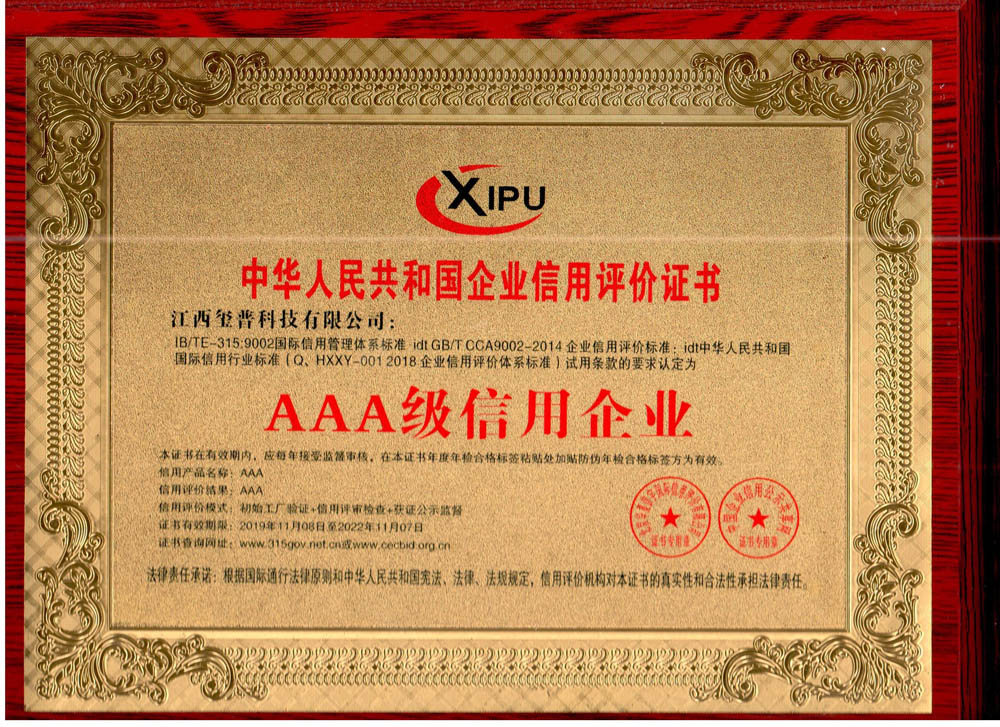 XIPU
中华人民共和国企业信用评价证书
江西玺普科技有限公司：
IB/TE-315:9002国际信用管理体系标准 idt GB/T CCA9002-2014 企业信用评价标准；idt中华人民共和国
国际信用行业标准（Q、HXXY-001 2018 企业信用评价体系标准）试用条款的要求认定为
AAA级信用企业
本证书在有效期内，应每年接受监督审核，在本证书年度年检合格标签粘贴处加贴防伪年检合格标签方为有效。
信用产品名称：AAA
信用评价结果：AAA
信用评价模式：初始工厂验证+信用评审检查+获证公示监督
证书有效期限：2019年11月08日至2022年11月07日
证书查询网址：www.315gov.net.cn或www.cecbid.org.cn
中国企业信用公示共享网
证书专用章
证书专用章
法律责任承诺：根据国际通行法律原则和中华人民共和国宪法、法律、法规规定，信用评价机构对本证书的真实性和合法性承担法律责任。